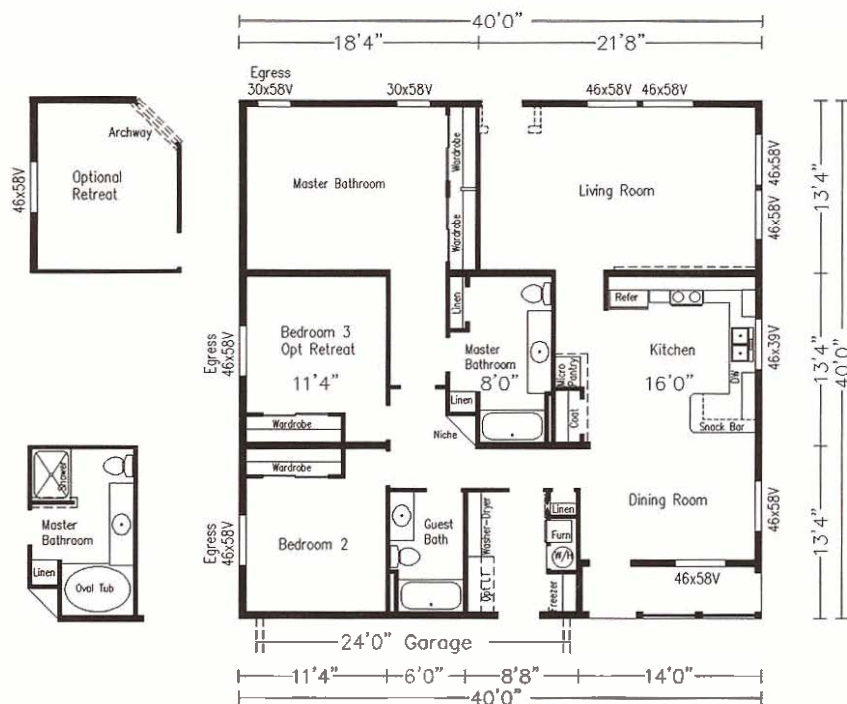 40'0"
18'4"
21'8"
Egress
30x58V
30x58V
46x58V
46x58V
Archway
Optional
Retreat
46x58V
Master Bathroom
Wardrobe
Wardrobe
Living Room
46x58V
46x58V
13'4"
Egress
46x58V
Bedroom 3
Opt Retreat
11'4"
Wardrobe
Linen
Master
Bathroom
8'0"
Linen
Niche
Micro
Pantry
Coat
Refer
Kitchen
16'0"
DW
Snack Bar
46x39V
13'4"
40'0"
Shower
Master
Bathroom
Linen
Oval Tub
Egress
46x58V
Wardrobe
Bedroom 2
Guest
Bath
Washer-Dryer
Opt
Linen
Furn
W/H
Freezer
Dining Room
46x58V
46x58V
13'4"
24'0" Garage
11'4"
6'0"
8'8"
14'0"
40'0"